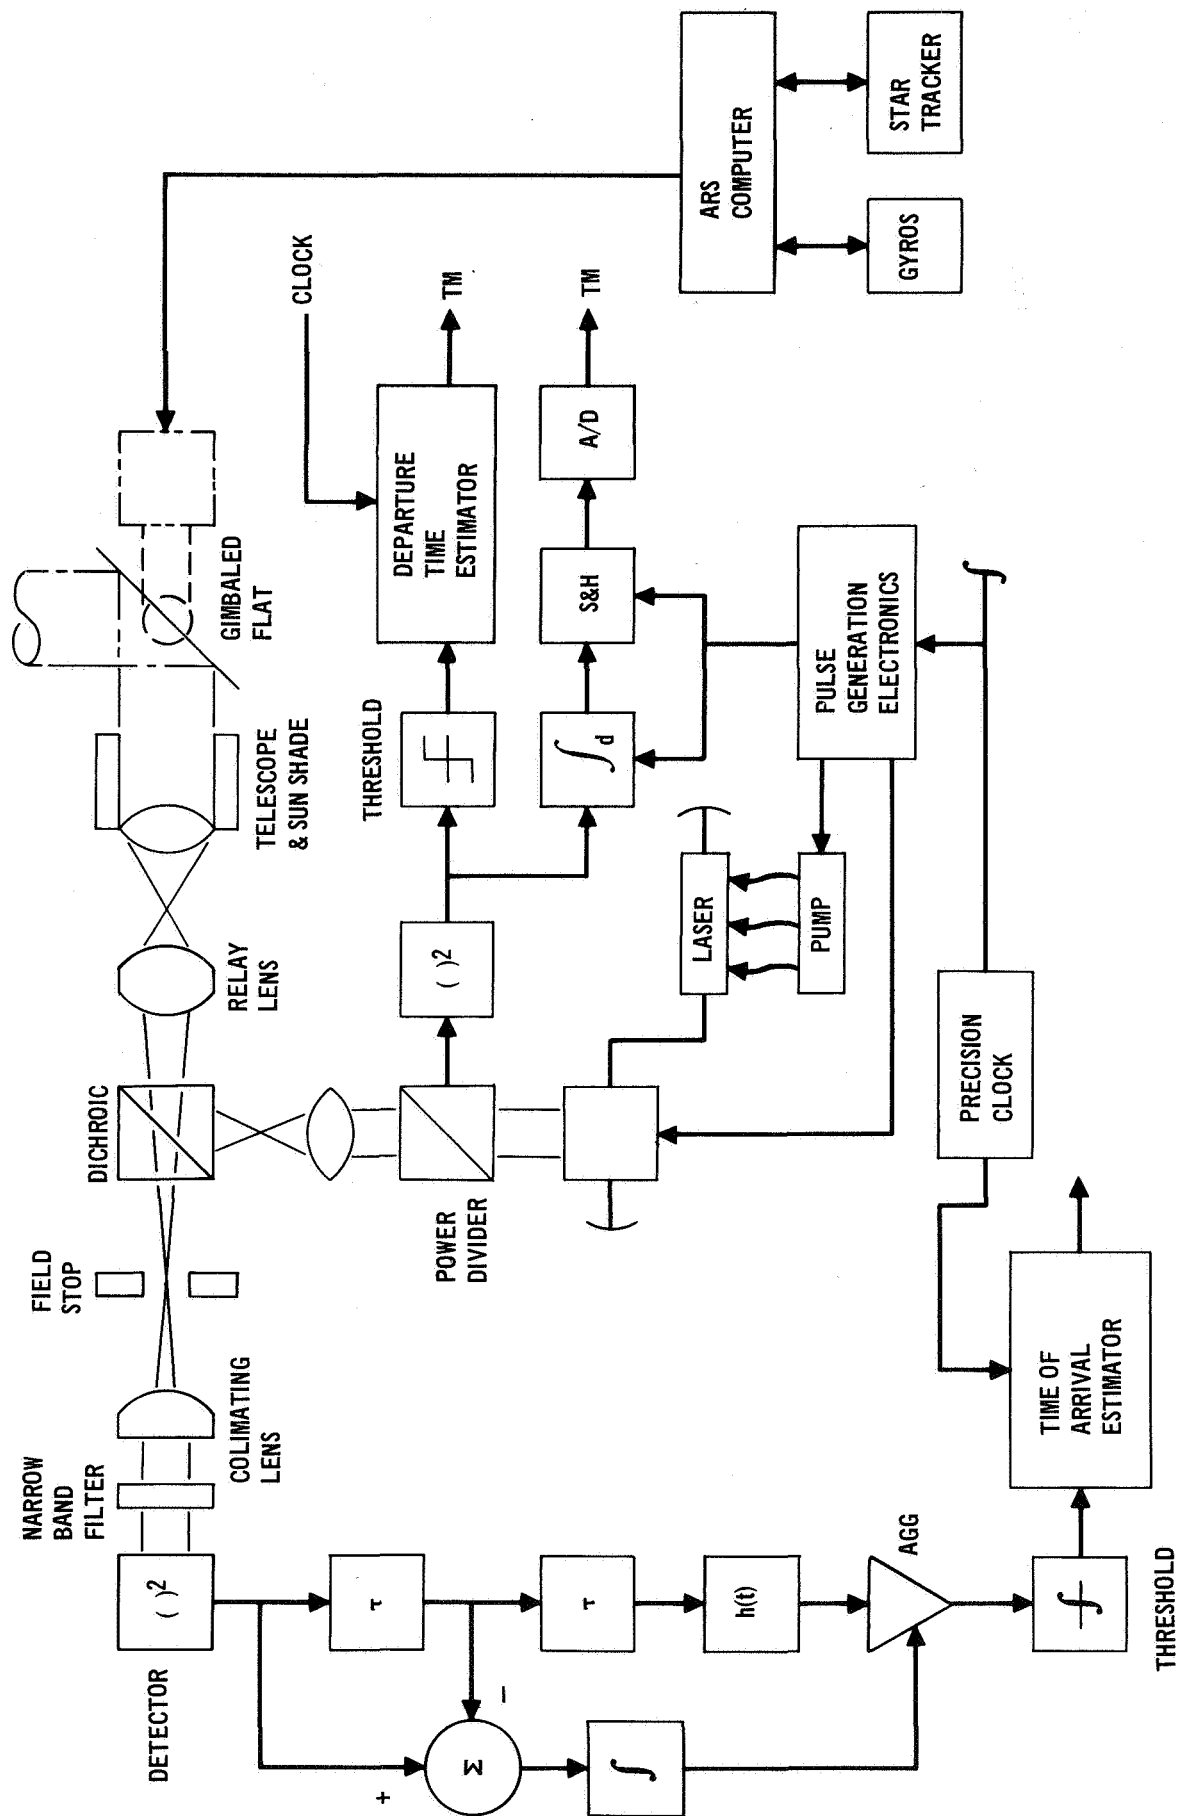 NARROW
BAND
FILTER
FIELD
STOP
DICHROIC
DETECTOR
( )²
COLIMATING
LENS
RELAY
LENS
TELESCOPE
& SUN SHADE
GIMBALED
FLAT
CLOCK
+
Σ
−
τ
τ
h(t)
AGG
∫
POWER
DIVIDER
( )²
THRESHOLD
DEPARTURE
TIME
ESTIMATOR
TM
∫d
S&H
A/D
TM
LASER
PUMP
PULSE
GENERATION
ELECTRONICS
ARS
COMPUTER
GYROS
STAR
TRACKER
PRECISION
CLOCK
∫
TIME OF
ARRIVAL
ESTIMATOR
THRESHOLD